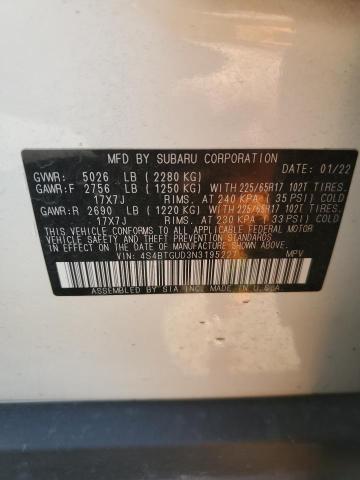 MFD BY SUBARU CORPORATION
DATE: 01/22
GVWR: 5026 LB (2280 KG)
GAWR:F 2756 LB (1250 KG) WITH 225/65R17 102T TIRES,
17X7J RIMS, AT 240 KPA (35 PSI) COLD
GAWR:R 2690 LB (1220 KG) WITH 225/65R17 102T TIRES,
17X7J RIMS, AT 230 KPA (33 PSI) COLD
THIS VEHICLE CONFORMS TO ALL APPLICABLE FEDERAL MOTOR
VEHICLE SAFETY AND THEFT PREVENTION STANDARDS IN EFFECT
ON THE DATE OF MANUFACTURE SHOWN ABOVE.
VIN: 4S4BTGUD3N3195227 MPV
ASSEMBLED BY SIA INC. MADE IN U.S.A.